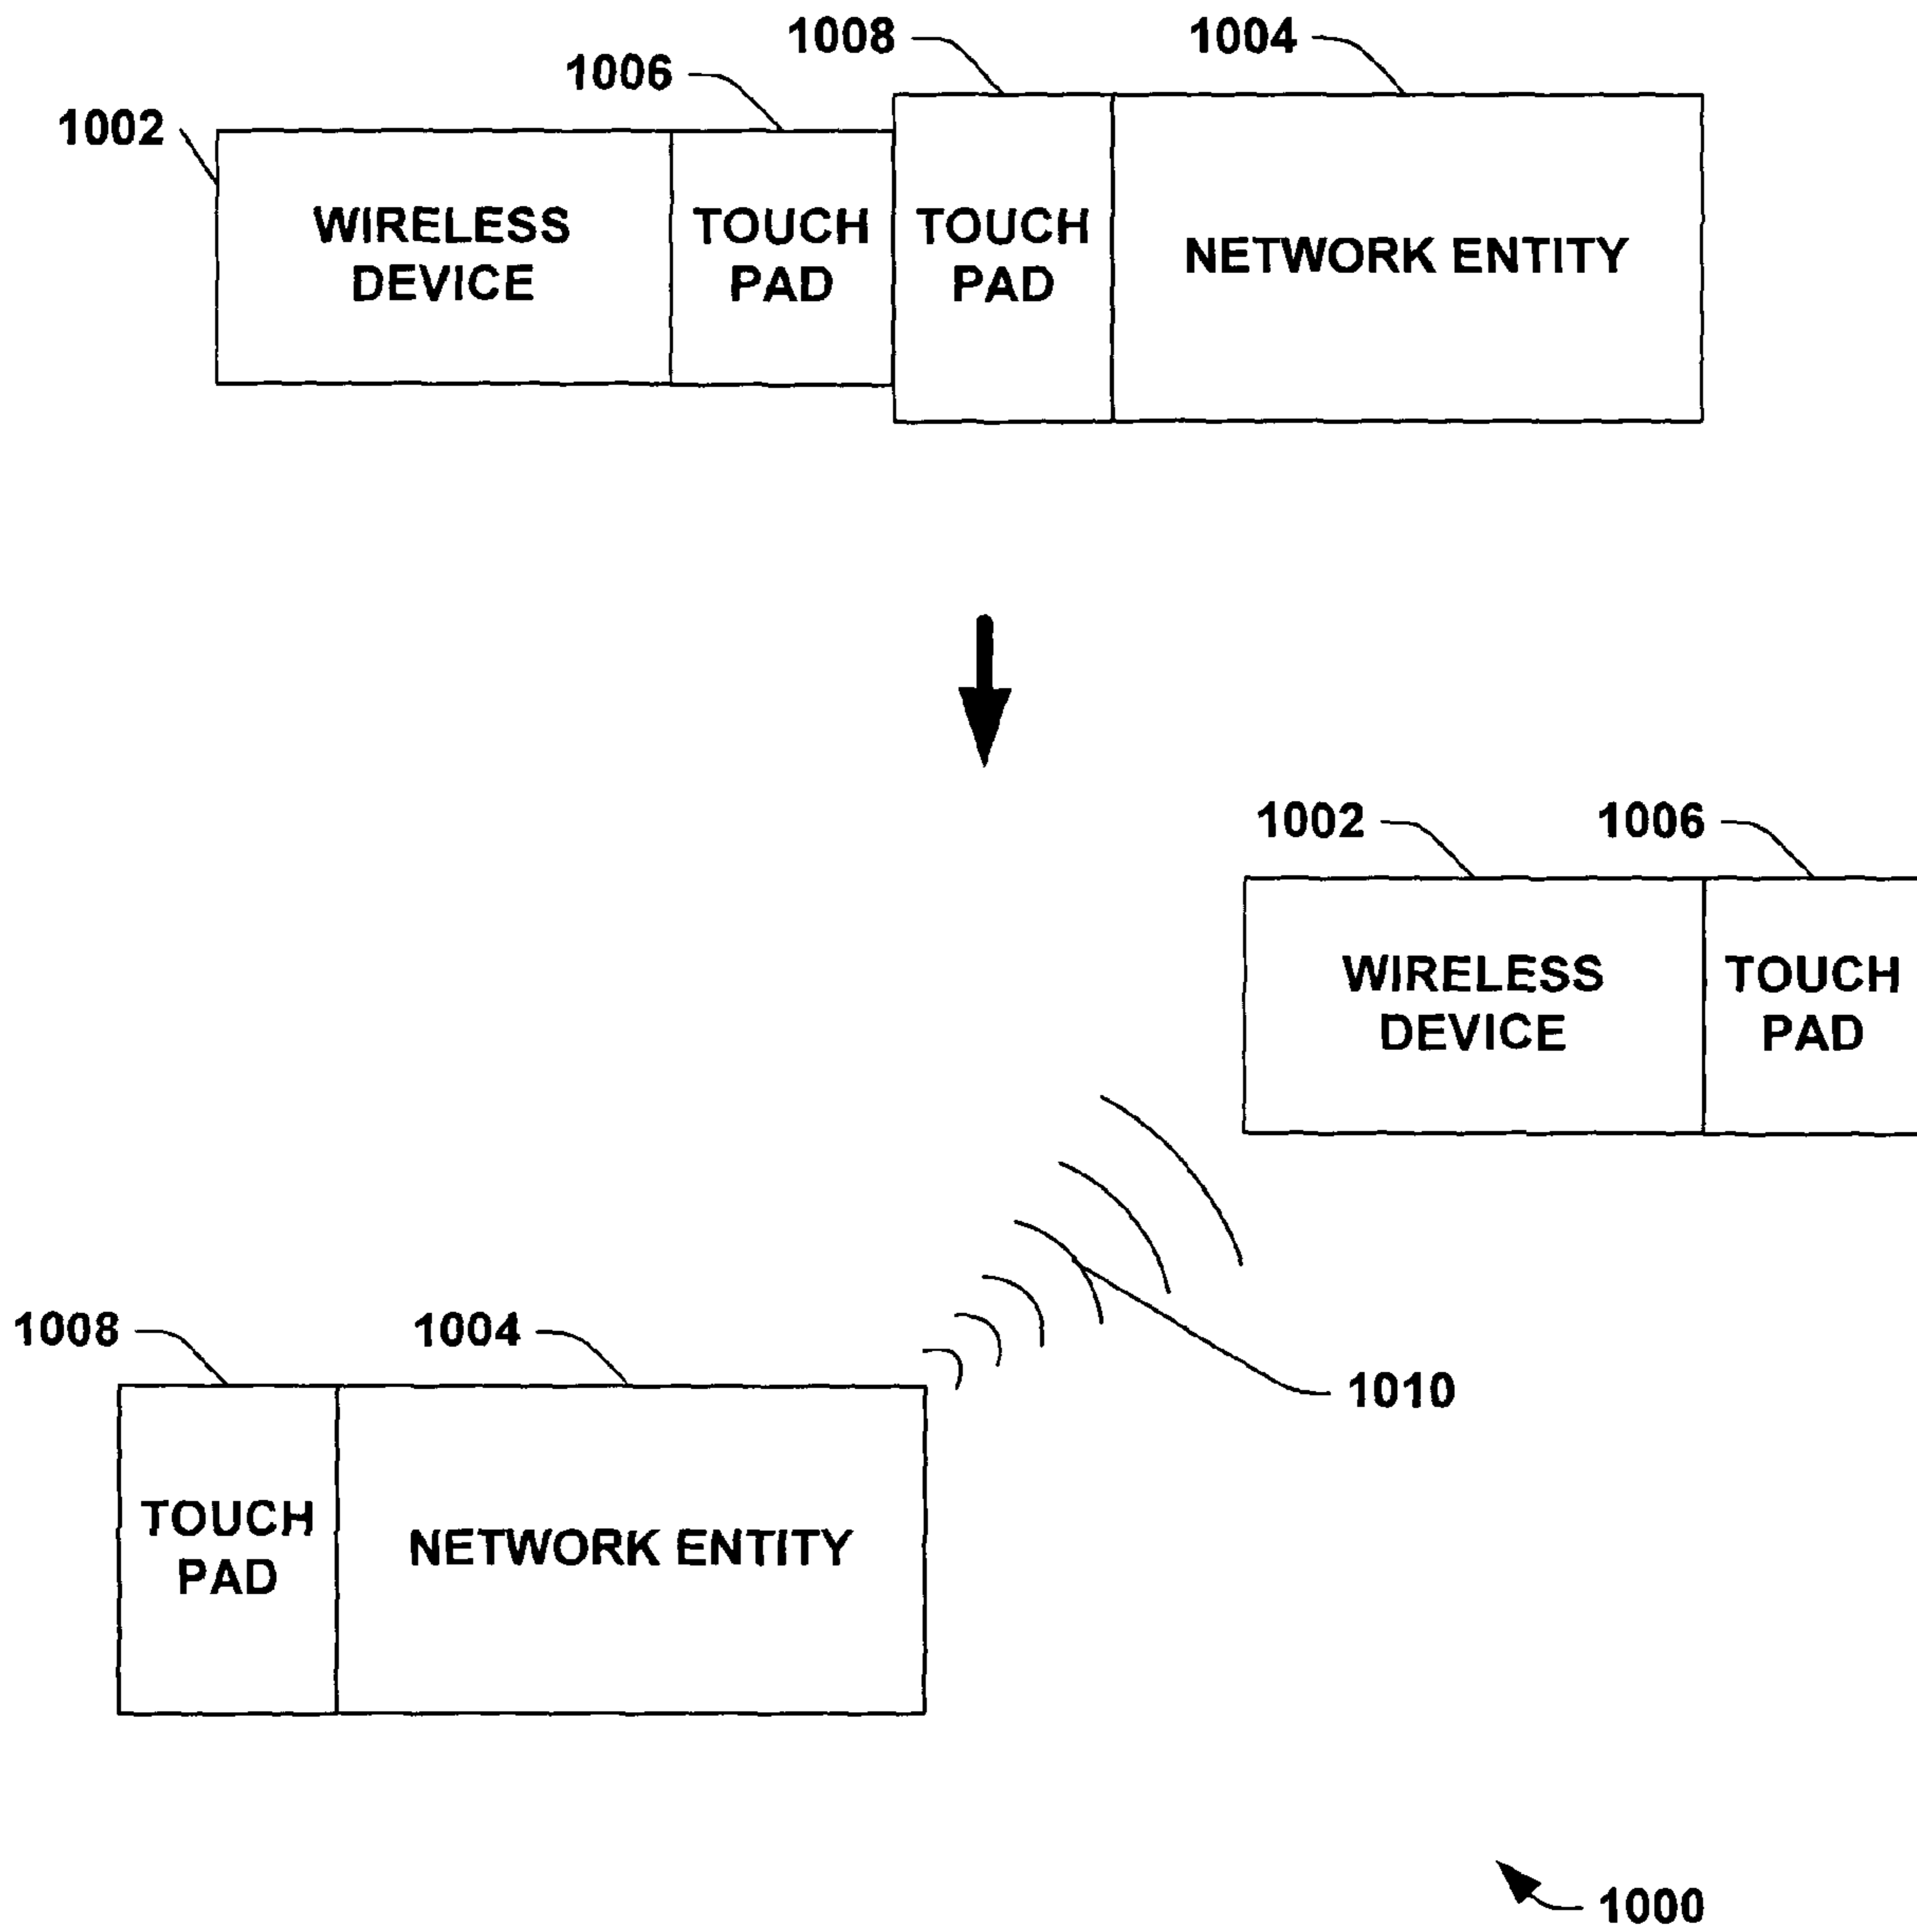 1008
1004
1006
1002
WIRELESS
DEVICE
TOUCH
PAD
TOUCH
PAD
NETWORK ENTITY
1002
1006
WIRELESS
DEVICE
TOUCH
PAD
1008
1004
1010
TOUCH
PAD
NETWORK ENTITY
1000